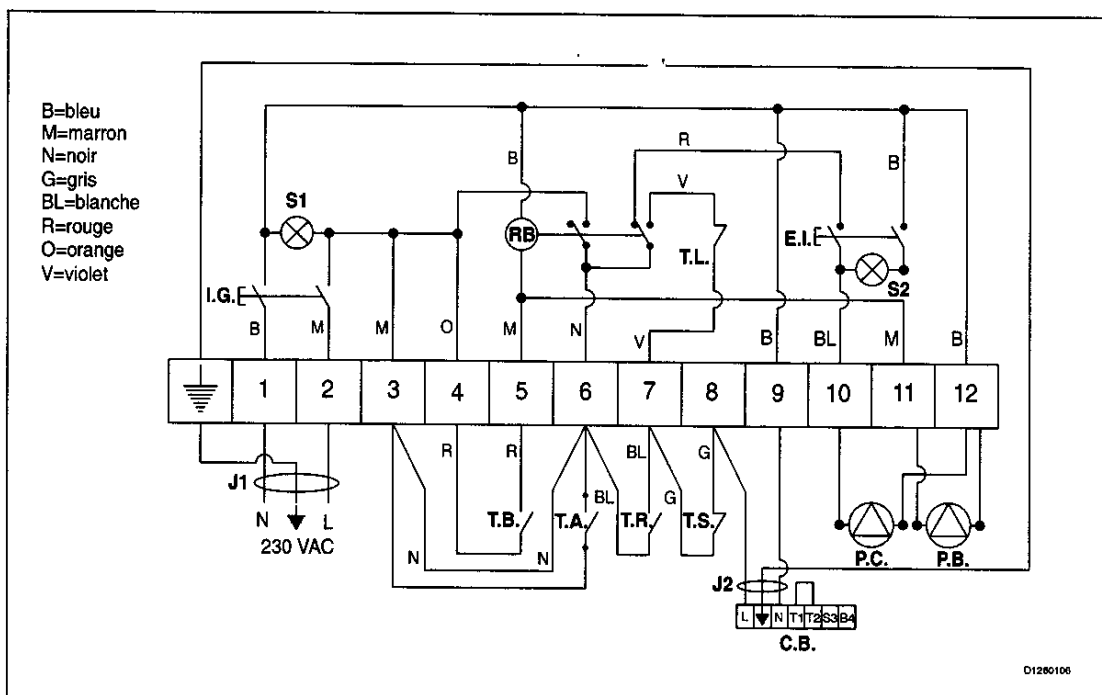 B=bleu
M=marron
N=noir
G=gris
BL=blanche
R=rouge
O=orange
V=violet
S1
I.G.
B
M
M
O
B
RB
M
N
R
V
T.L.
V
E.I.
B
S2
B
BL
M
B
1 2 3 4 5 6 7 8 9 10 11 12
J1
N L
230 VAC
R
R
T.B.
N
N
T.A.
BL
BL
T.R.
G
G
T.S.
P.C.
P.B.
J2
L N T1 T2 S3 B4
C.B.
D1260106